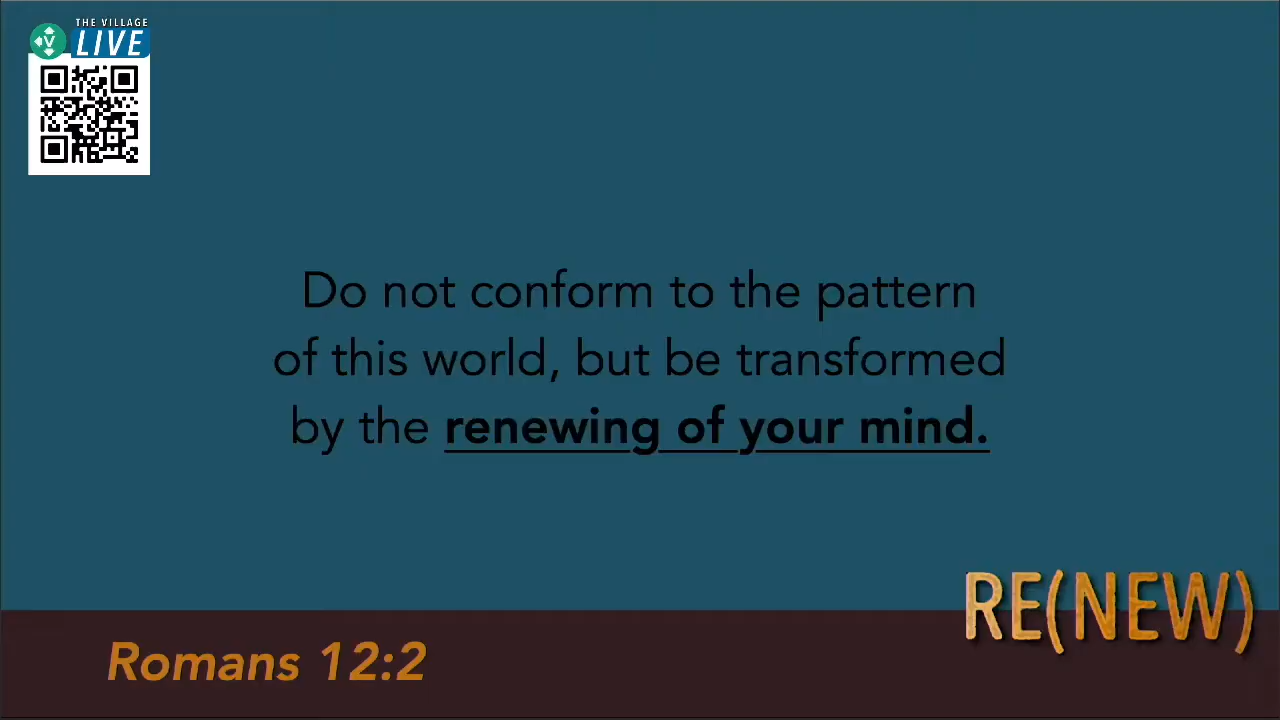 THE VILLAGE
V LIVE
Do not conform to the pattern
of this world, but be transformed
by the renewing of your mind.
RE(NEW)
Romans 12:2